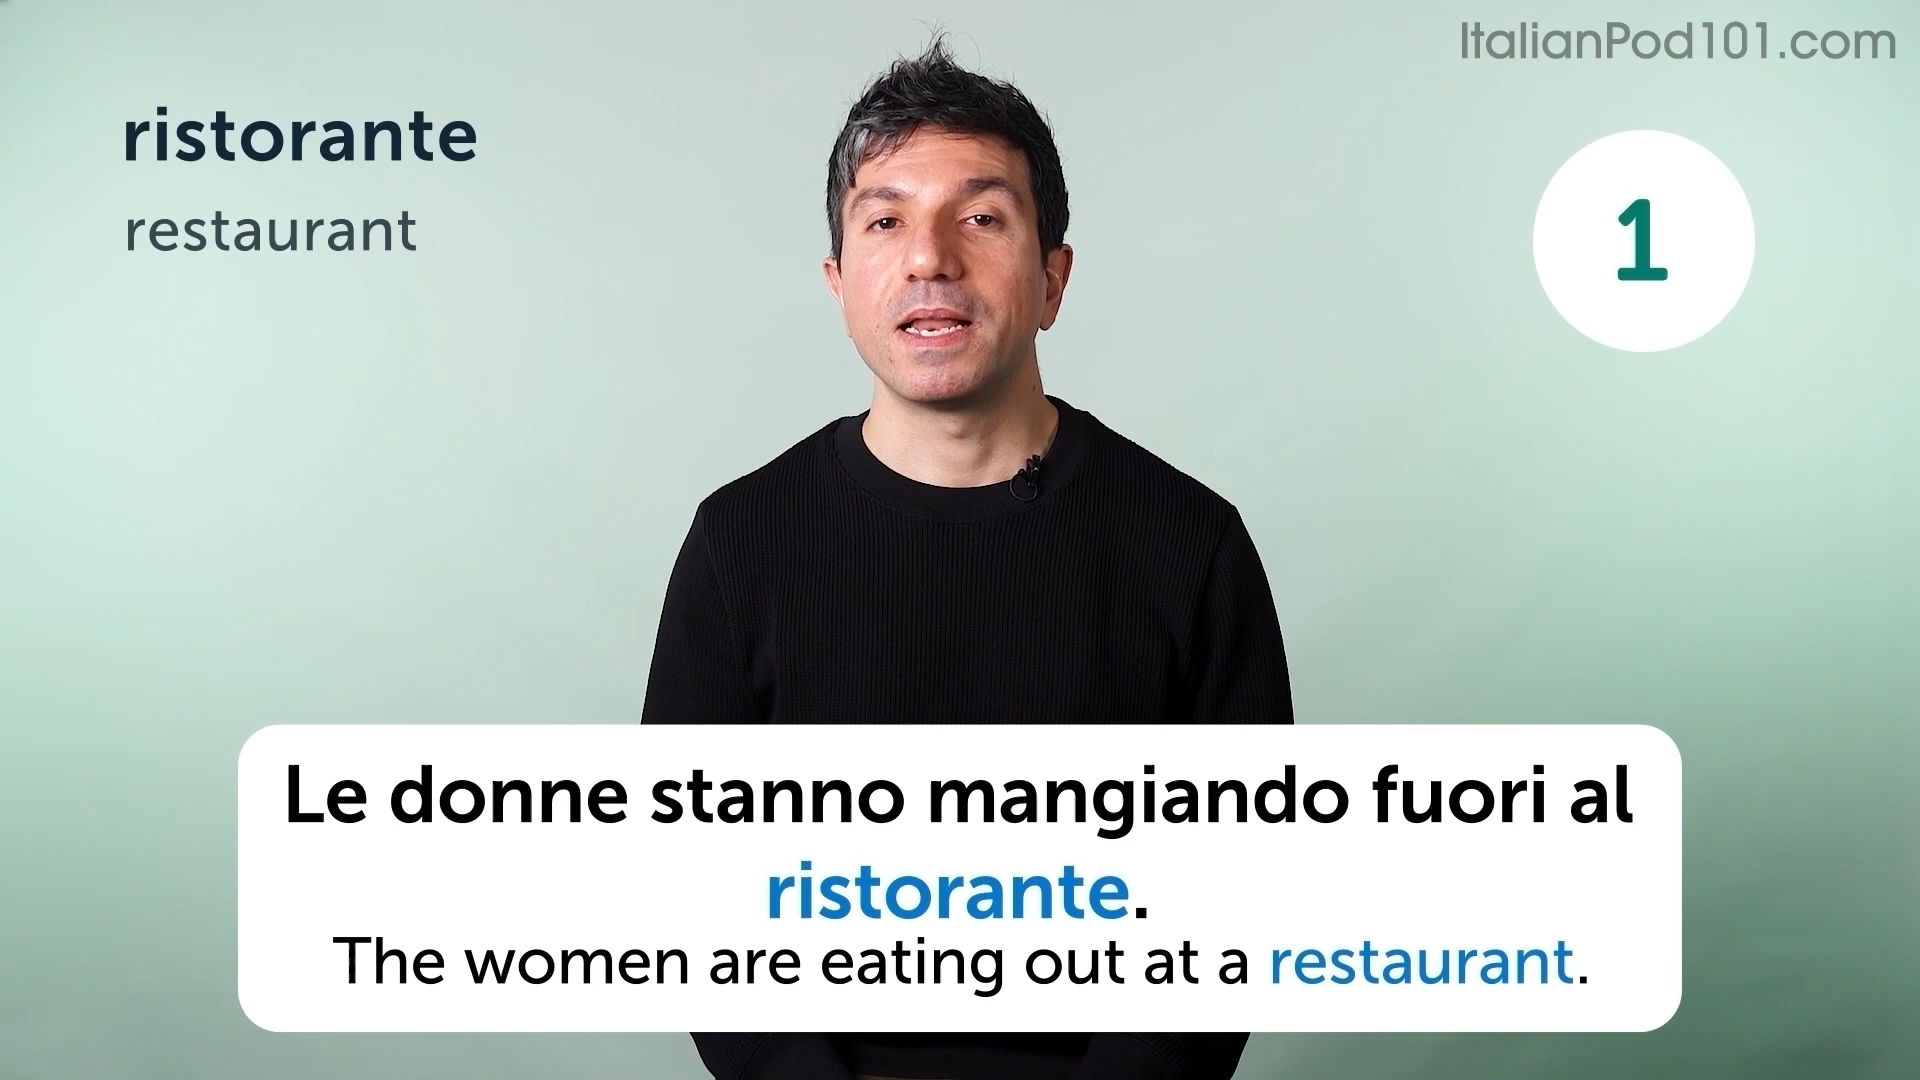 ItalianPod101.com
ristorante
restaurant
1
Le donne stanno mangiando fuori al
ristorante.
The women are eating out at a restaurant.